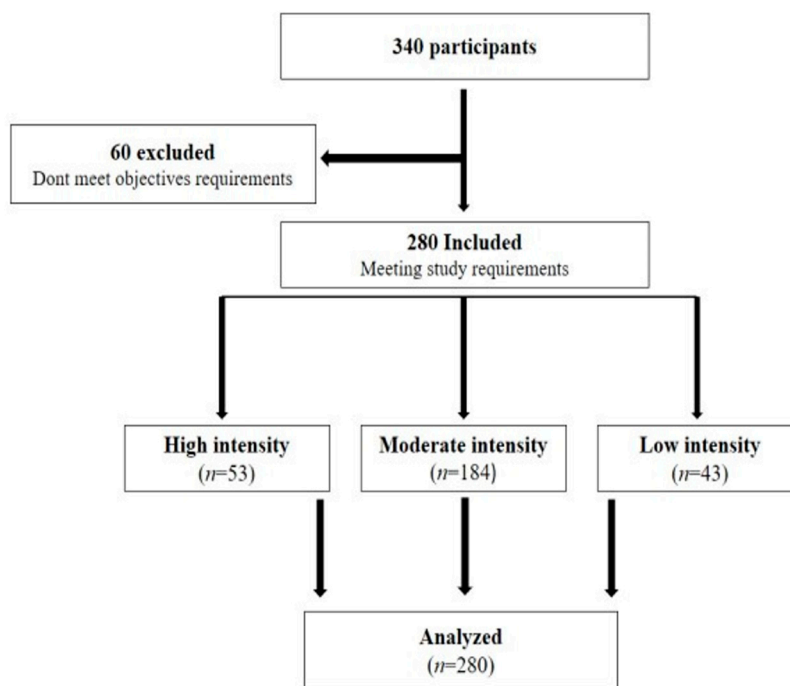 340 participants
60 excluded
Dont meet objectives requirements
280 Included
Meeting study requirements
High intensity
(n=53)
Moderate intensity
(n=184)
Low intensity
(n=43)
Analyzed
(n=280)